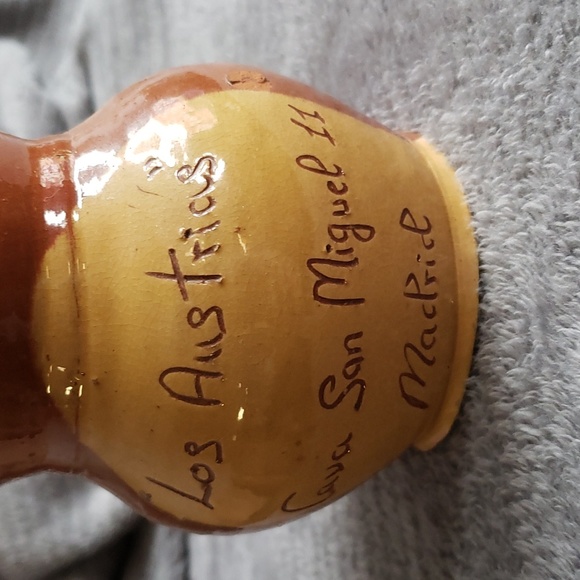 "Los Austrias"
Cava San Miguel 11
Madrid